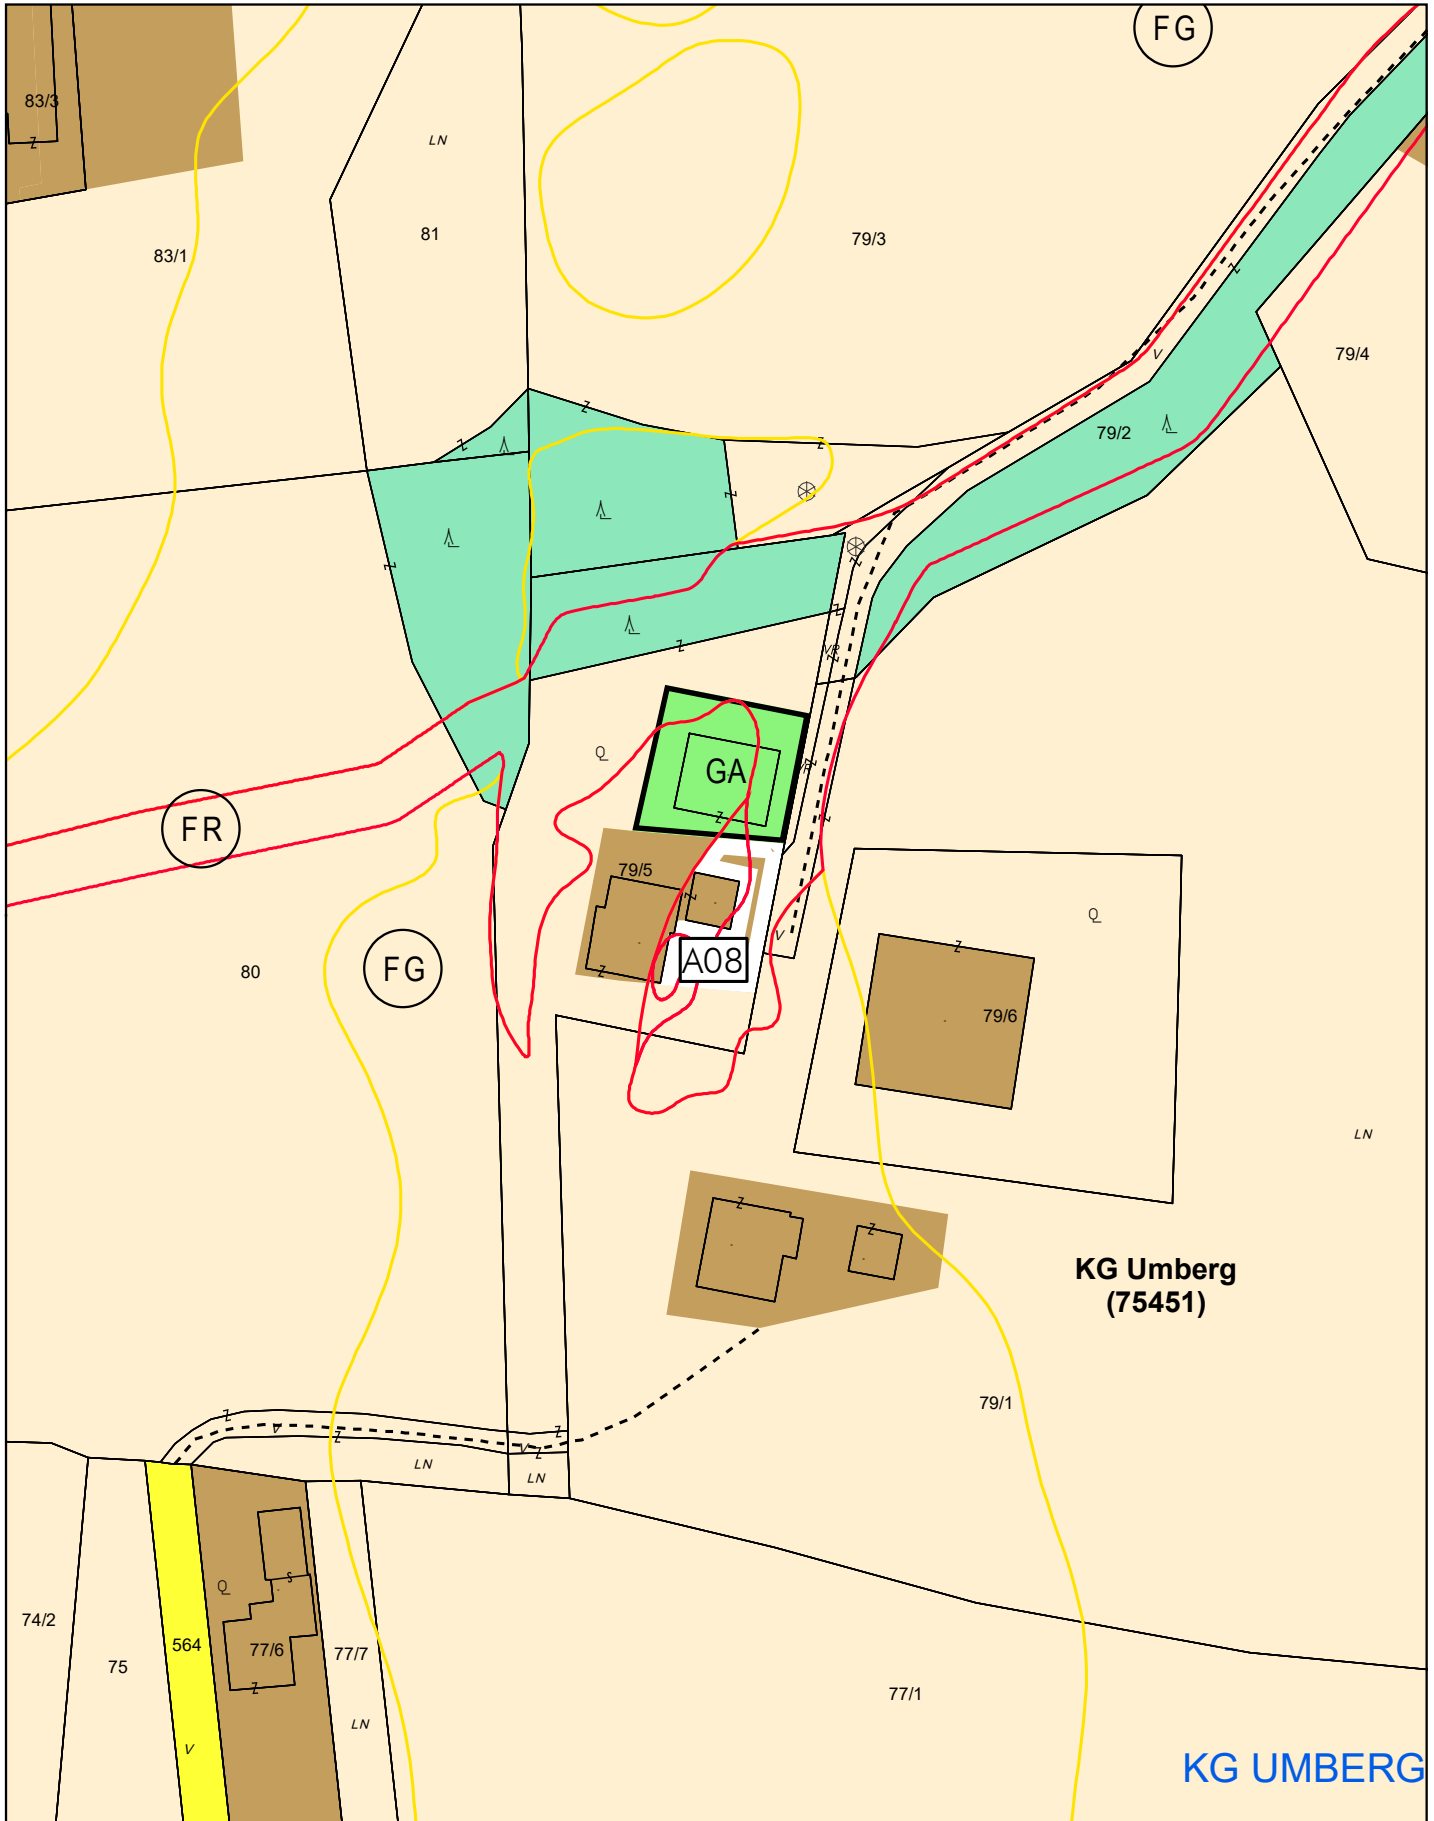 FG
83/3
Z
LN
81
79/3
83/1
Z
V
79/4
Z
79/2
Z
Z
Z
Z
Z
Z
Z
Z
Z
Q
GA
Z
Z
Z
FR
79/5
Z
Q
V
Z
A08
Z
FG
80
79/6
LN
Z
Z
KG Umberg
(75451)
79/1
Z
V
Z
Z
V
Z
LN
LN
Q
S
74/2
564
77/6
77/7
75
Z
77/1
LN
V
KG UMBERG